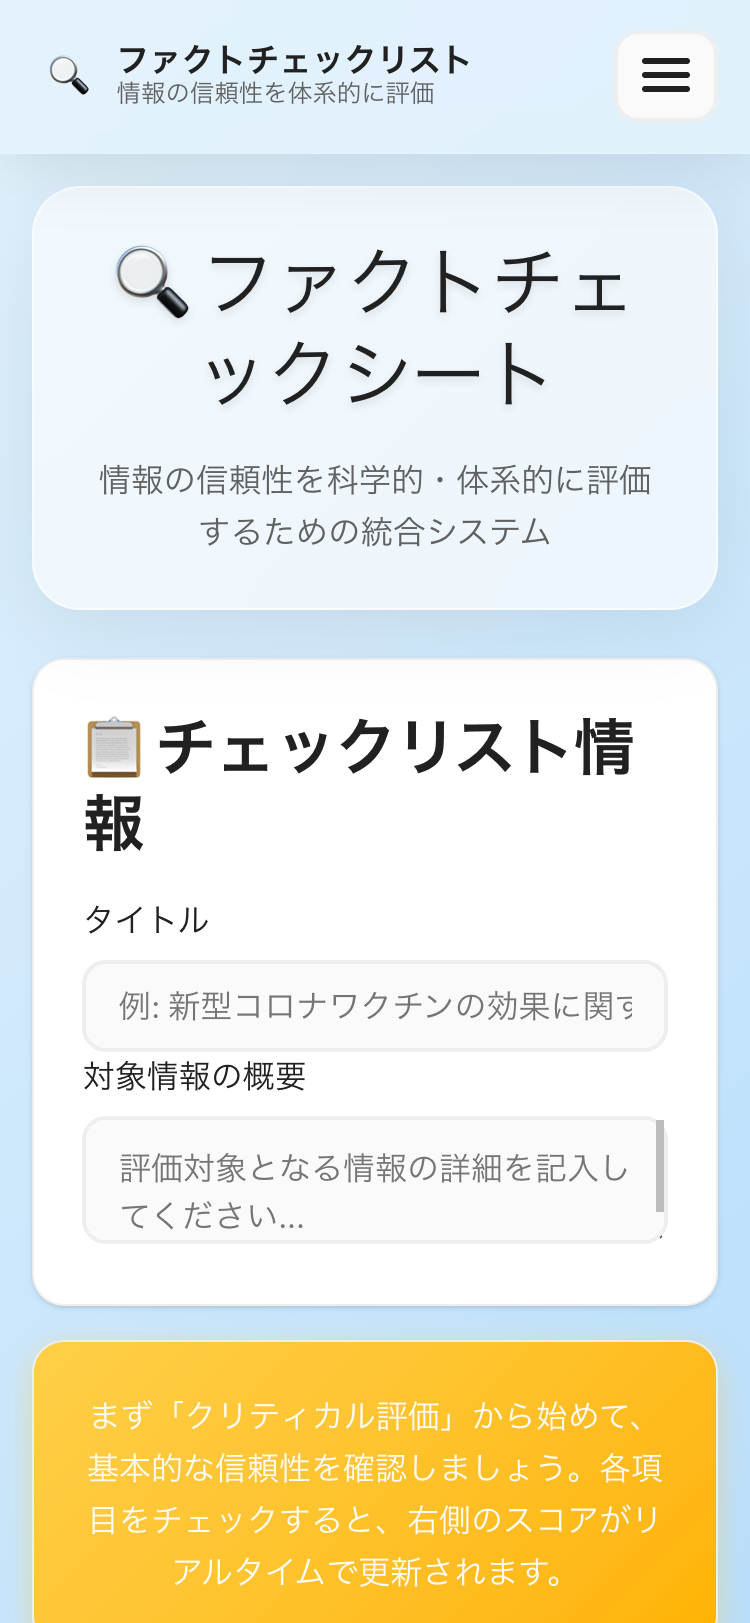 ファクトチェックリスト
情報の信頼性を体系的に評価
ファクトチェ
ックシート
情報の信頼性を科学的・体系的に評価
するための統合システム
チェックリスト情
報
タイトル
例: 新型コロナワクチンの効果に関す
対象情報の概要
評価対象となる情報の詳細を記入し
てください...
まず「クリティカル評価」から始めて、
基本的な信頼性を確認しましょう。各項
目をチェックすると、右側のスコアがリ
アルタイムで更新されます。